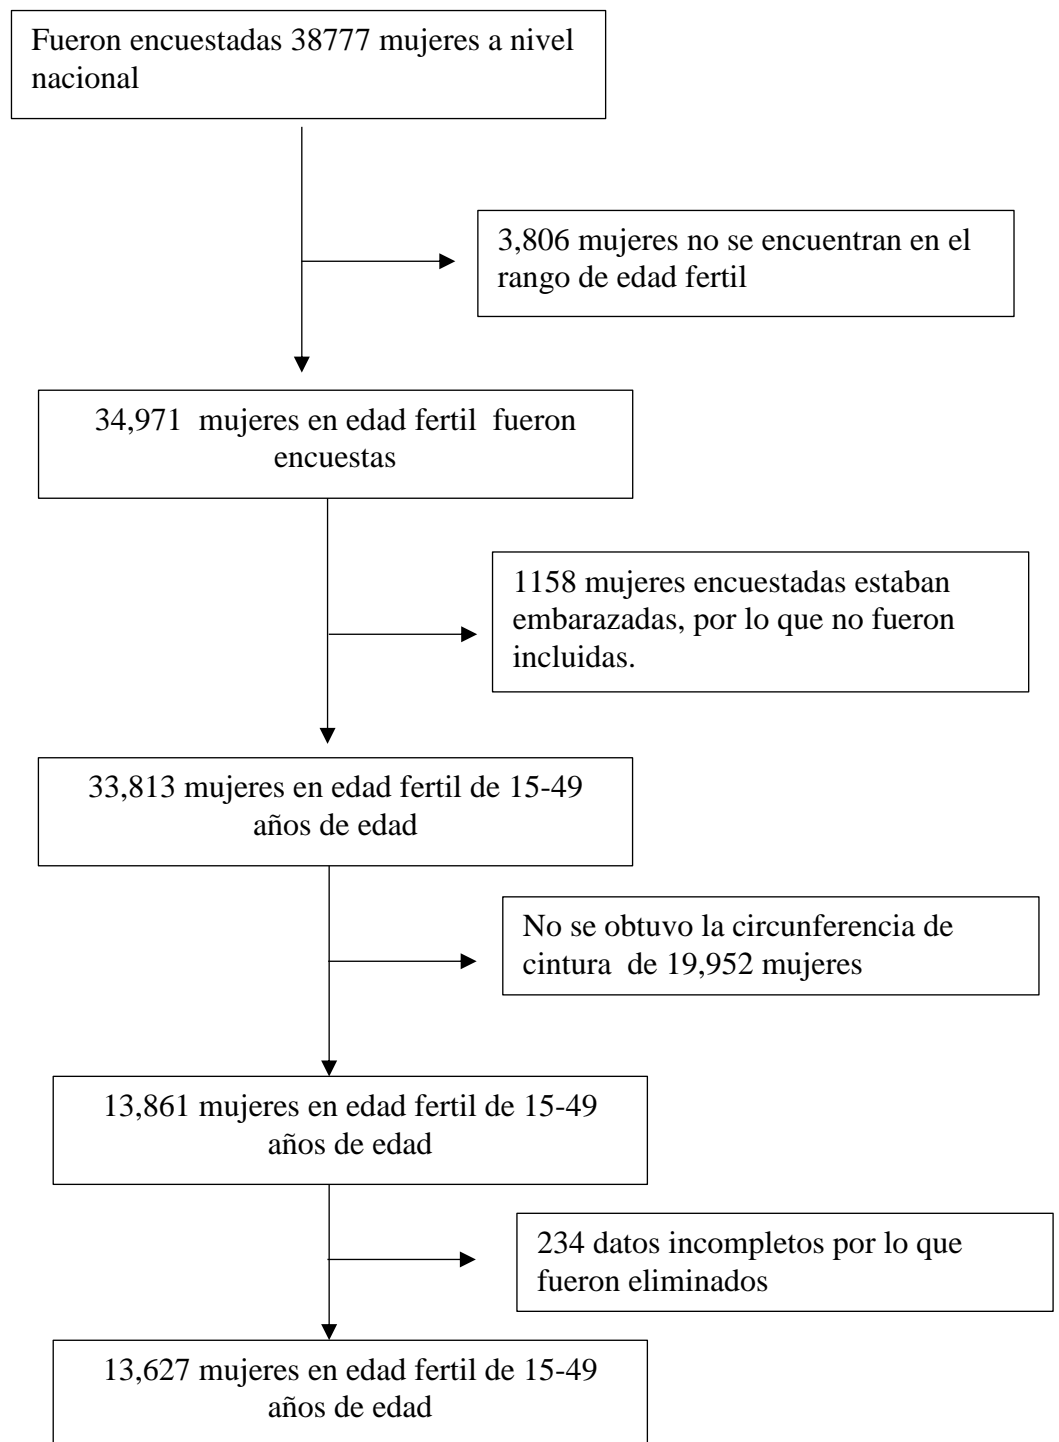 Fueron encuestadas 38777 mujeres a nivel
nacional
3,806 mujeres no se encuentran en el
rango de edad fertil
34,971 mujeres en edad fertil fueron
encuestas
1158 mujeres encuestadas estaban
embarazadas, por lo que no fueron
incluidas.
33,813 mujeres en edad fertil de 15-49
años de edad
No se obtuvo la circunferencia de
cintura de 19,952 mujeres
13,861 mujeres en edad fertil de 15-49
años de edad
234 datos incompletos por lo que
fueron eliminados
13,627 mujeres en edad fertil de 15-49
años de edad